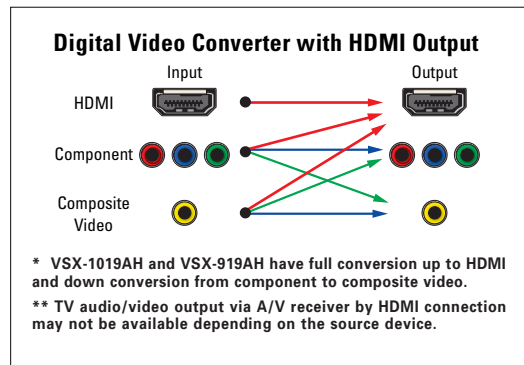 Digital Video Converter with HDMI Output
Input Output
HDMI
Component
Composite
Video
* VSX-1019AH and VSX-919AH have full conversion up to HDMI
and down conversion from component to composite video.
** TV audio/video output via A/V receiver by HDMI connection
may not be available depending on the source device.